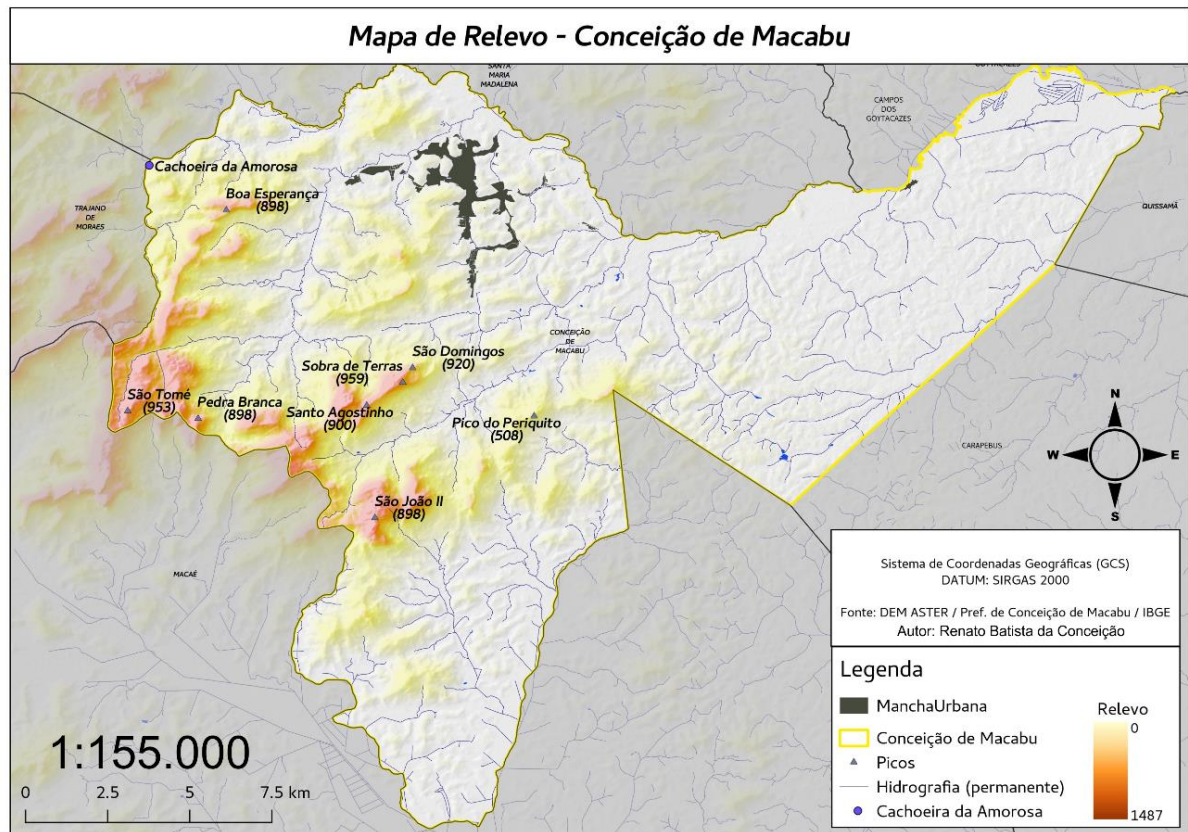 Mapa de Relevo - Conceição de Macabu
SANTA
MARIA
MADALENA
GOYTACAZES
CAMPOS
DOS
GOYTACAZES
Cachoeira da Amorosa
Boa Esperança
(898)
TRAJANO
DE
MORAES
QUISSAMÃ
CONCEIÇÃO
DE
MACABU
São Domingos
(920)
Sobra de Terras
(959)
São Tomé
(953)
Pedra Branca
(898)
Santo Agostinho
(900)
Pico do Periquito
(508)
CARAPEBUS
N
W
E
S
São João II
(898)
MACAÉ
Sistema de Coordenadas Geográficas (GCS)
DATUM: SIRGAS 2000
Fonte: DEM ASTER / Pref. de Conceição de Macabu / IBGE
Autor: Renato Batista da Conceição
Legenda
ManchaUrbana
Conceição de Macabu
Picos
Hidrografia (permanente)
Cachoeira da Amorosa
Relevo
0
1487
1:155.000
0 2.5 5 7.5 km